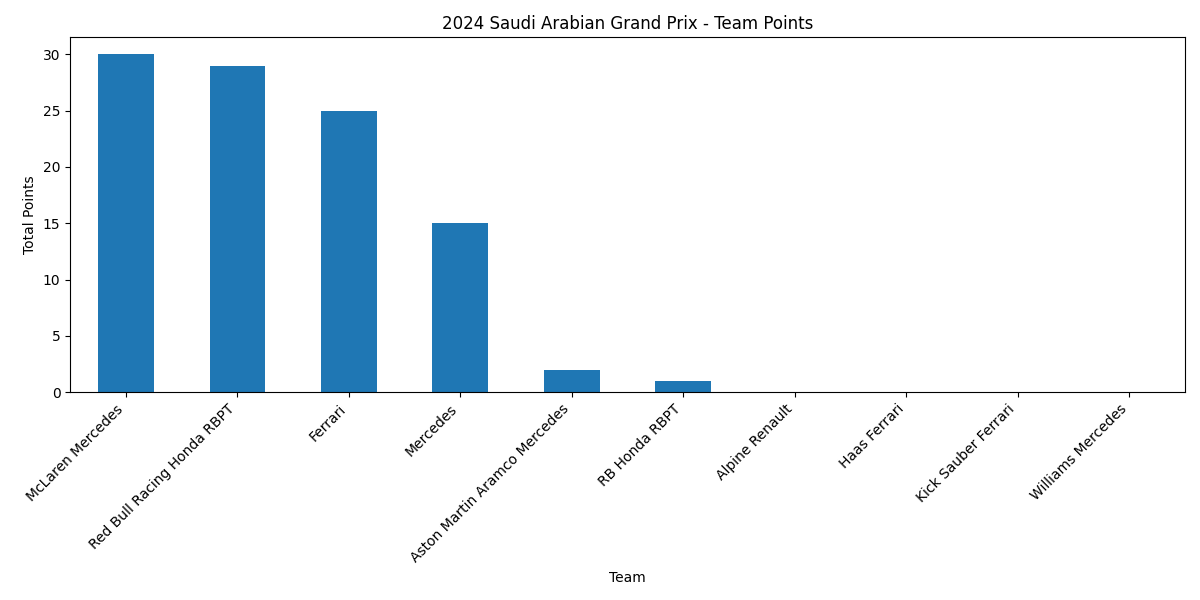 2024 Saudi Arabian Grand Prix - Team Points
Total Points
30
25
20
15
10
5
0
McLaren Mercedes
Red Bull Racing Honda RBPT
Ferrari
Mercedes
Aston Martin Aramco Mercedes
RB Honda RBPT
Alpine Renault
Haas Ferrari
Kick Sauber Ferrari
Williams Mercedes
Team